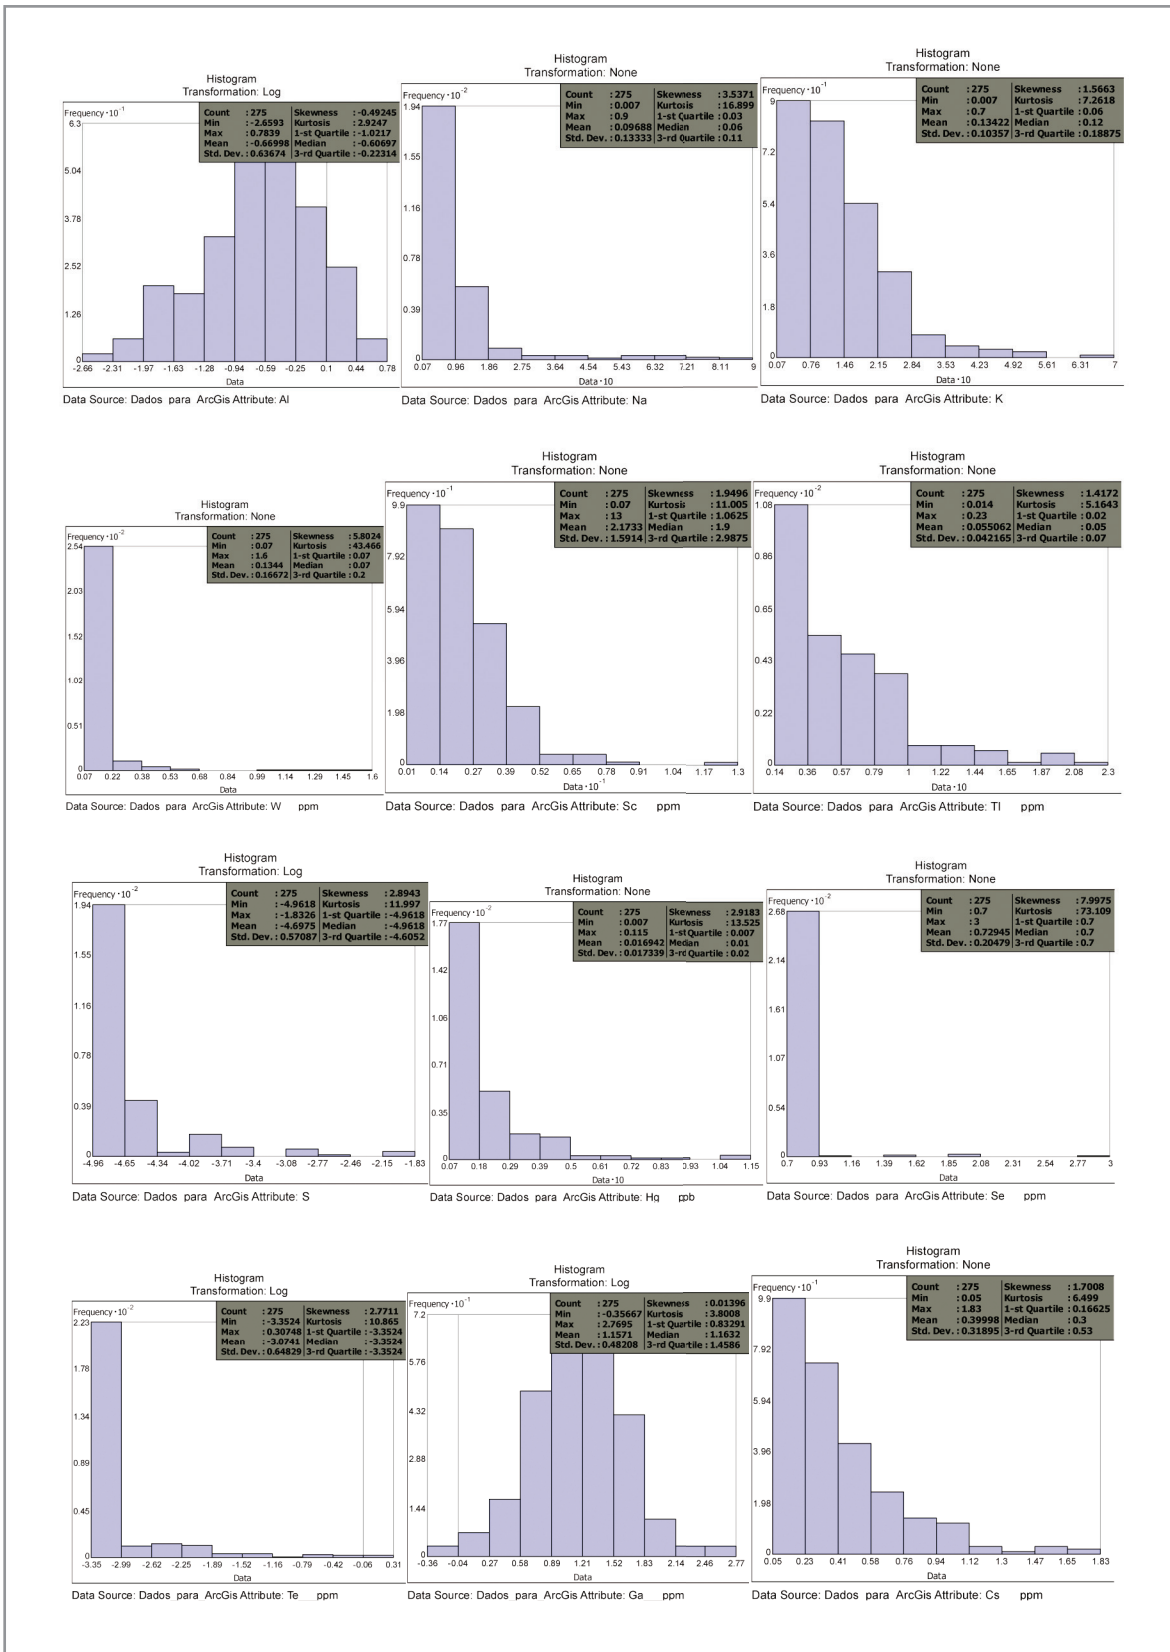 Histogram
Transformation: Log
Frequency · 10⁻¹
Count : 275 Skewness : -0.49245
Min : -2.6593 Kurtosis : 2.9247
Max : 0.7839 1-st Quartile : -1.0217
Mean : -0.66998 Median : -0.60697
Std. Dev. : 0.63674 3-rd Quartile : -0.22314
6.3
5.04
3.78
2.52
1.26
0
-2.66 -2.31 -1.97 -1.63 -1.28 -0.94 -0.59 -0.25 0.1 0.44 0.78
Data
Data Source: Dados para ArcGis Attribute: Al
Histogram
Transformation: None
Frequency · 10⁻²
Count : 275 Skewness : 3.5371
Min : 0.007 Kurtosis : 16.899
Max : 0.9 1-st Quartile : 0.03
Mean : 0.09688 Median : 0.06
Std. Dev. : 0.13333 3-rd Quartile : 0.11
1.94
1.55
1.16
0.78
0.39
0
0.07 0.96 1.86 2.75 3.64 4.54 5.43 6.32 7.21 8.11 9
Data · 10
Data Source: Dados para ArcGis Attribute: Na
Histogram
Transformation: None
Frequency · 10⁻¹
Count : 275 Skewness : 1.5663
Min : 0.007 Kurtosis : 7.2618
Max : 0.7 1-st Quartile : 0.06
Mean : 0.13422 Median : 0.12
Std. Dev. : 0.10357 3-rd Quartile : 0.18875
9
7.2
5.4
3.6
1.8
0
0.07 0.76 1.46 2.15 2.84 3.53 4.23 4.92 5.61 6.31 7
Data · 10
Data Source: Dados para ArcGis Attribute: K
Histogram
Transformation: None
Frequency · 10⁻²
Count : 275 Skewness : 5.8024
Min : 0.07 Kurtosis : 43.466
Max : 1.6 1-st Quartile : 0.07
Mean : 0.1344 Median : 0.07
Std. Dev. : 0.16672 3-rd Quartile : 0.2
2.54
2.03
1.52
1.02
0.51
0
0.07 0.22 0.38 0.53 0.68 0.84 0.99 1.14 1.29 1.45 1.6
Data
Data Source: Dados para ArcGis Attribute: W ppm
Histogram
Transformation: None
Frequency · 10⁻¹
Count : 275 Skewness : 1.9496
Min : 0.07 Kurtosis : 11.005
Max : 13 1-st Quartile : 1.0625
Mean : 2.1733 Median : 1.9
Std. Dev. : 1.5914 3-rd Quartile : 2.9875
9.9
7.92
5.94
3.96
1.98
0
0.01 0.14 0.27 0.39 0.52 0.65 0.78 0.91 1.04 1.17 1.3
Data · 10⁻¹
Data Source: Dados para ArcGis Attribute: Sc ppm
Histogram
Transformation: None
Frequency · 10⁻²
Count : 275 Skewness : 1.4172
Min : 0.014 Kurtosis : 5.1643
Max : 0.23 1-st Quartile : 0.02
Mean : 0.055062 Median : 0.05
Std. Dev. : 0.042165 3-rd Quartile : 0.07
1.08
0.86
0.65
0.43
0.22
0
0.14 0.36 0.57 0.79 1 1.22 1.44 1.65 1.87 2.08 2.3
Data · 10
Data Source: Dados para ArcGis Attribute: Tl ppm
Histogram
Transformation: Log
Frequency · 10⁻²
Count : 275 Skewness : 2.8943
Min : -4.9618 Kurtosis : 11.997
Max : -1.8326 1-st Quartile : -4.9618
Mean : -4.6975 Median : -4.9618
Std. Dev. : 0.57087 3-rd Quartile : -4.6052
1.94
1.55
1.16
0.78
0.39
0
-4.96 -4.65 -4.34 -4.02 -3.71 -3.4 -3.08 -2.77 -2.46 -2.15 -1.83
Data
Data Source: Dados para ArcGis Attribute: S
Histogram
Transformation: None
Frequency · 10⁻²
Count : 275 Skewness : 2.9183
Min : 0.007 Kurtosis : 13.525
Max : 0.115 1-st Quartile : 0.007
Mean : 0.016942 Median : 0.01
Std. Dev. : 0.017339 3-rd Quartile : 0.02
1.77
1.42
1.06
0.71
0.35
0
0.07 0.18 0.29 0.39 0.5 0.61 0.72 0.83 0.93 1.04 1.15
Data · 10
Data Source: Dados para ArcGis Attribute: Hg ppb
Histogram
Transformation: None
Frequency · 10⁻²
Count : 275 Skewness : 7.9975
Min : 0.7 Kurtosis : 73.109
Max : 3 1-st Quartile : 0.7
Mean : 0.72945 Median : 0.7
Std. Dev. : 0.20479 3-rd Quartile : 0.7
2.68
2.14
1.61
1.07
0.54
0
0.7 0.93 1.16 1.39 1.62 1.85 2.08 2.31 2.54 2.77 3
Data
Data Source: Dados para ArcGis Attribute: Se ppm
Histogram
Transformation: Log
Frequency · 10⁻²
Count : 275 Skewness : 2.7711
Min : -3.3524 Kurtosis : 10.865
Max : 0.30748 1-st Quartile : -3.3524
Mean : -3.0741 Median : -3.3524
Std. Dev. : 0.64829 3-rd Quartile : -3.3524
2.23
1.78
1.34
0.89
0.45
0
-3.35 -2.99 -2.62 -2.25 -1.89 -1.52 -1.16 -0.79 -0.42 -0.06 0.31
Data
Data Source: Dados para ArcGis Attribute: Te ppm
Histogram
Transformation: Log
Frequency · 10⁻¹
Count : 275 Skewness : 0.01396
Min : -0.35667 Kurtosis : 3.8008
Max : 2.7695 1-st Quartile : 0.83291
Mean : 1.1571 Median : 1.1632
Std. Dev. : 0.48208 3-rd Quartile : 1.4586
7.2
5.76
4.32
2.88
1.44
0
-0.36 -0.04 0.27 0.58 0.89 1.21 1.52 1.83 2.14 2.46 2.77
Data
Data Source: Dados para ArcGis Attribute: Ga ppm
Histogram
Transformation: None
Frequency · 10⁻¹
Count : 275 Skewness : 1.7008
Min : 0.05 Kurtosis : 6.499
Max : 1.83 1-st Quartile : 0.16625
Mean : 0.39998 Median : 0.3
Std. Dev. : 0.31895 3-rd Quartile : 0.53
9.9
7.92
5.94
3.96
1.98
0
0.05 0.23 0.41 0.58 0.76 0.94 1.12 1.3 1.47 1.65 1.83
Data
Data Source: Dados para ArcGis Attribute: Cs ppm